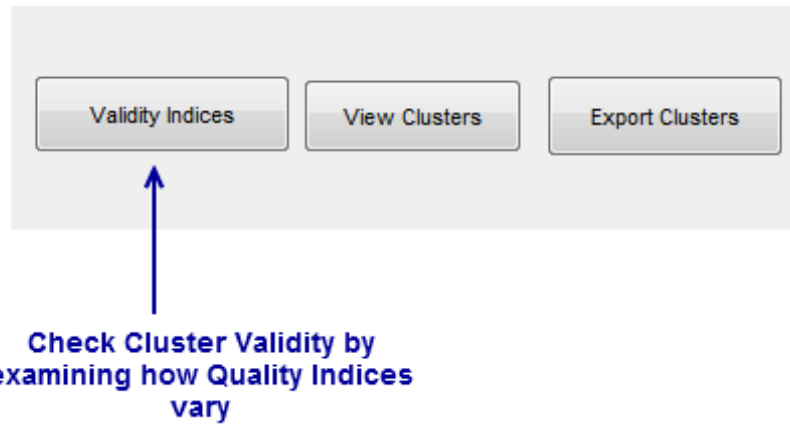 Validity Indices View Clusters Export Clusters
Check Cluster Validity by
examining how Quality Indices
vary